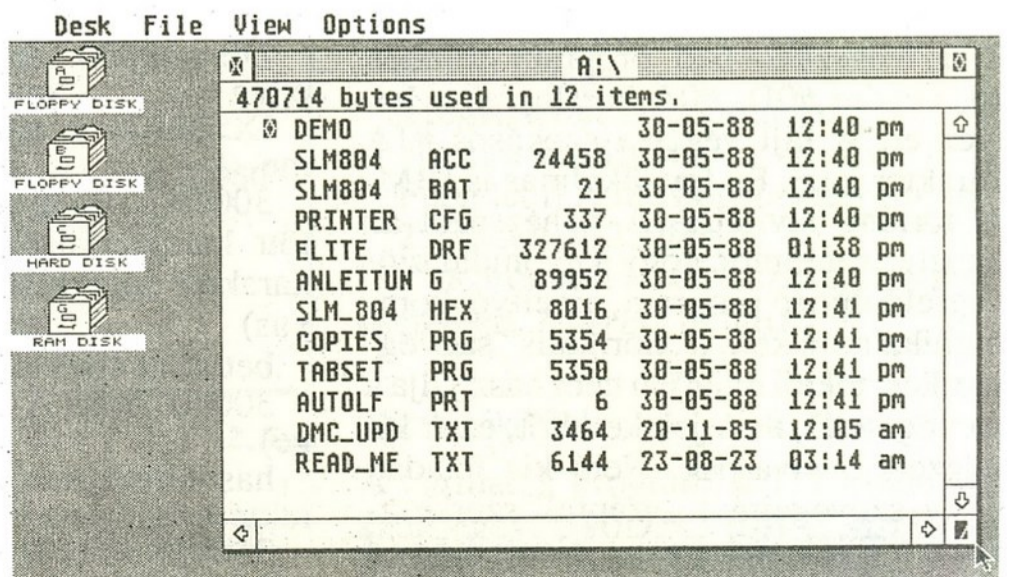 Desk File View Options
A
FLOPPY DISK
B
FLOPPY DISK
C
HARD DISK
G
RAM DISK
A:\
470714 bytes used in 12 items.
DEMO 30-05-88 12:40 pm
SLM804 ACC 24458 30-05-88 12:40 pm
SLM804 BAT 21 30-05-88 12:40 pm
PRINTER CFG 337 30-05-88 12:40 pm
ELITE DRF 327612 30-05-88 01:38 pm
ANLEITUN G 89952 30-05-88 12:40 pm
SLM_804 HEX 8016 30-05-88 12:41 pm
COPIES PRG 5354 30-05-88 12:41 pm
TABSET PRG 5350 30-05-88 12:41 pm
AUTOLF PRT 6 30-05-88 12:41 pm
DMC_UPD TXT 3464 20-11-85 12:05 am
READ_ME TXT 6144 23-08-23 03:14 am